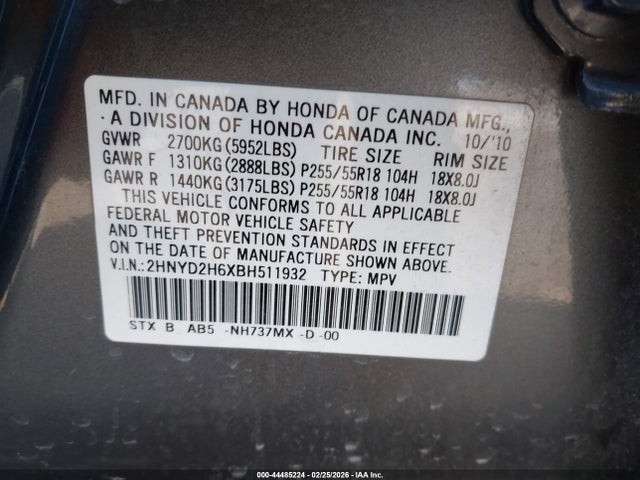 MFD. IN CANADA BY HONDA OF CANADA MFG.,
· A DIVISION OF HONDA CANADA INC. 10/'10
GVWR 2700KG(5952LBS) TIRE SIZE RIM SIZE
GAWR F 1310KG(2888LBS) P255/55R18 104H 18X8.0J
GAWR R 1440KG(3175LBS) P255/55R18 104H 18X8.0J
THIS VEHICLE CONFORMS TO ALL APPLICABLE
FEDERAL MOTOR VEHICLE SAFETY
AND THEFT PREVENTION STANDARDS IN EFFECT
ON THE DATE OF MANUFACTURE SHOWN ABOVE.
V.I.N.:2HNYD2H6XBH511932 TYPE: MPV
STX B AB5 -NH737MX -D -00
000-44485224 | 02/25/2026 - IAA Inc.